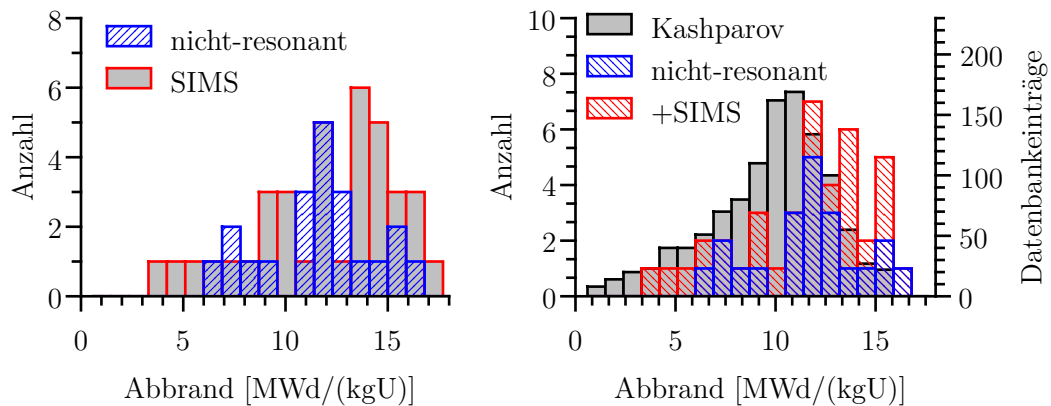 8
6
4
2
0
Anzahl
nicht-resonant
SIMS
0
5
10
15
Abbrand [MWd/(kgU)]
10
8
6
4
2
0
Anzahl
Kashparov
nicht-resonant
+SIMS
200
150
100
50
0
Datenbankeinträge
0
5
10
15
Abbrand [MWd/(kgU)]